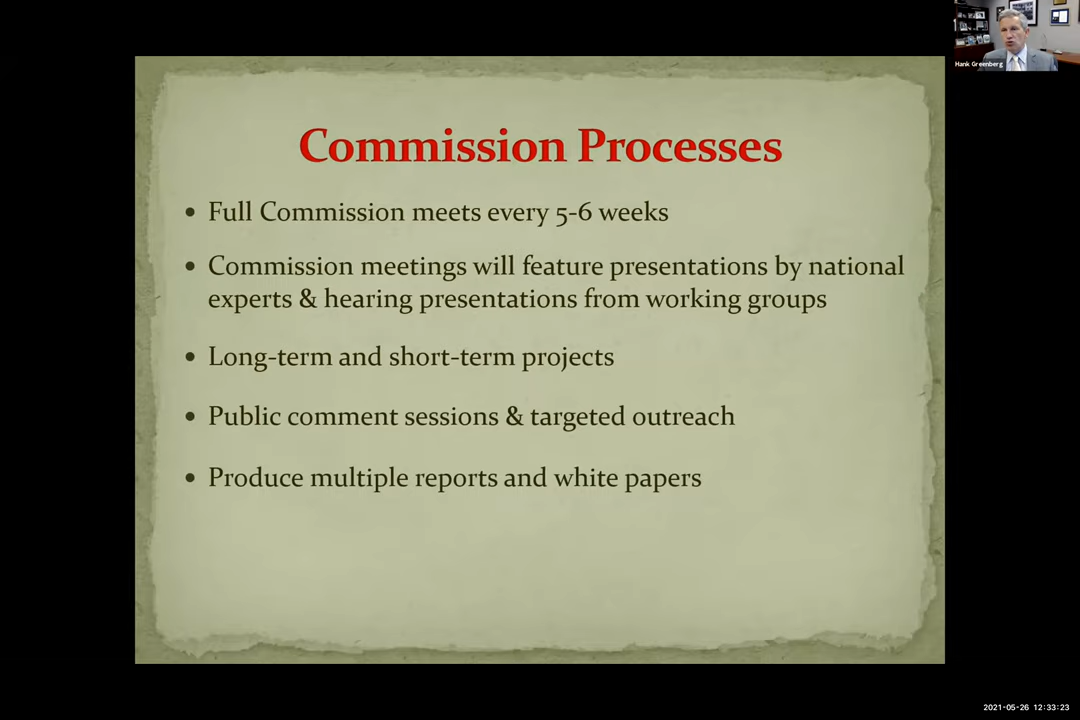 Hank Greenberg
Commission Processes
• Full Commission meets every 5-6 weeks
• Commission meetings will feature presentations by national
experts & hearing presentations from working groups
• Long-term and short-term projects
• Public comment sessions & targeted outreach
• Produce multiple reports and white papers
2021-05-26 12:33:23